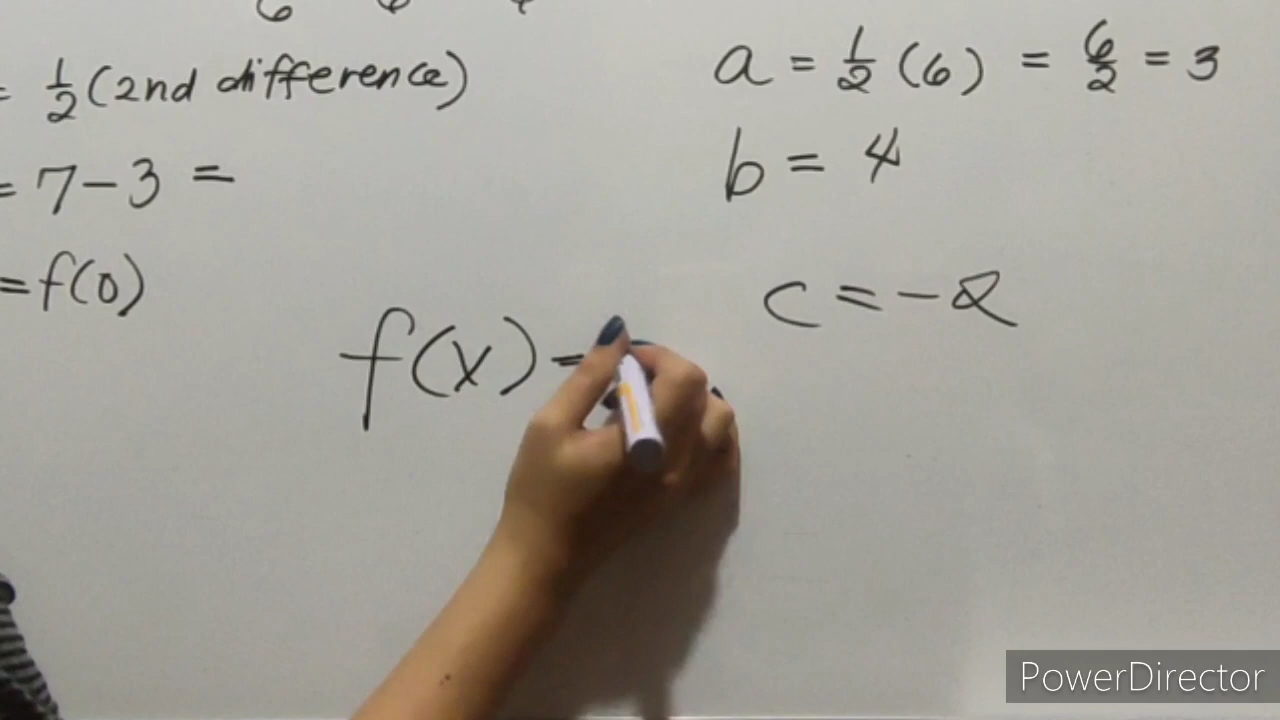 = 1/2 (2nd difference)
= 7 - 3 =
= f(0)
a = 1/2 (6) = 6/2 = 3
b = 4
c = -2
f(x) =
PowerDirector